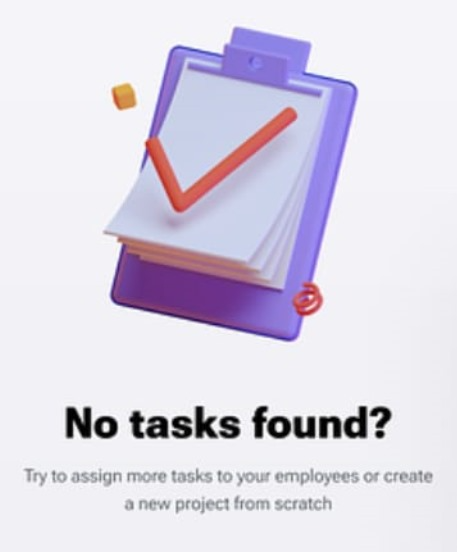 No tasks found?
Try to assign more tasks to your employees or create
a new project from scratch